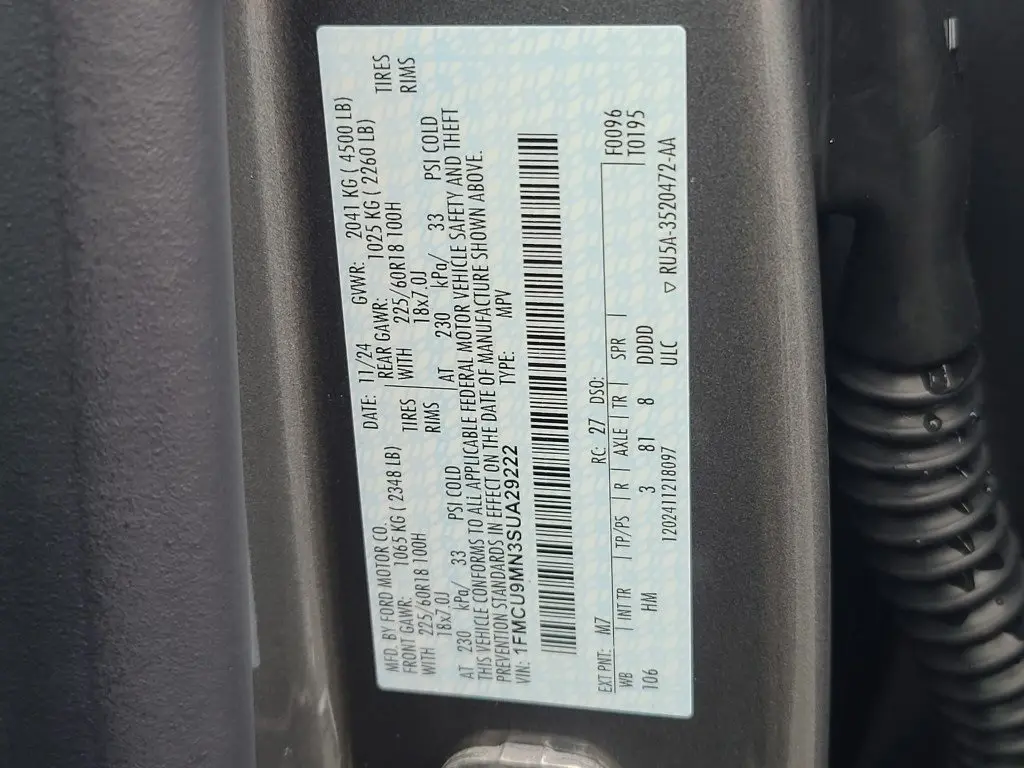 MFD. BY FORD MOTOR CO. DATE: 11/24 GVWR: 2041 KG ( 4500 LB)
FRONT GAWR: 1065 KG ( 2348 LB) REAR GAWR: 1025 KG ( 2260 LB)
WITH 225/60R18 100H TIRES WITH 225/60R18 100H TIRES
18x7.0J RIMS 18x7.0J RIMS
AT 230 kPa/ 33 PSI COLD AT 230 kPa/ 33 PSI COLD
THIS VEHICLE CONFORMS TO ALL APPLICABLE FEDERAL MOTOR VEHICLE SAFETY AND THEFT
PREVENTION STANDARDS IN EFFECT ON THE DATE OF MANUFACTURE SHOWN ABOVE.
VIN: 1FMCU9MN3SUA29222 TYPE: MPV
EXT PNT: M7 RC: 27 DSO: F0096
WB INT TR TP/PS R AXLE TR SPR T0195
106 HM 3 81 8 DDDD
1202411218097 ULC ▽ RU5A-3520472-AA